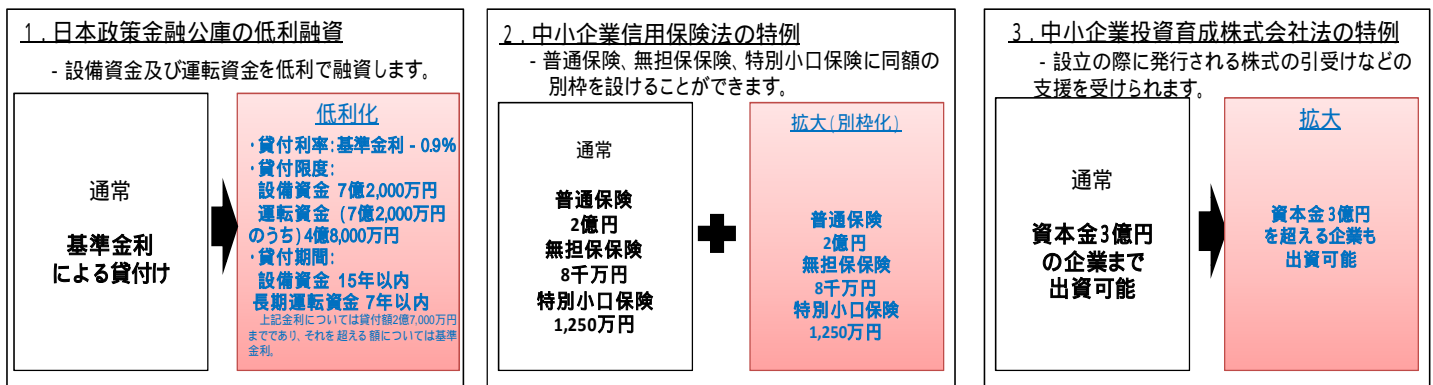 1．日本政策金融公庫の低利融資
- 設備資金及び運転資金を低利で融資します。
通常
基準金利
による貸付け
低利化
・貸付利率：基準金利 - 0.9%
・貸付限度：
設備資金 7億2,000万円
運転資金 (7億2,000万円
のうち) 4億8,000万円
・貸付期間：
設備資金 15年以内
長期運転資金 7年以内
上記金利については貸付額2億7,000万円
までであり、それを超える額については基準
金利。
2．中小企業信用保険法の特例
- 普通保険、無担保保険、特別小口保険に同額の
別枠を設けることができます。
通常
普通保険
2億円
無担保保険
8千万円
特別小口保険
1,250万円
拡大(別枠化)
普通保険
2億円
無担保保険
8千万円
特別小口保険
1,250万円
3．中小企業投資育成株式会社法の特例
- 設立の際に発行される株式の引受けなどの
支援を受けられます。
通常
資本金3億円
の企業まで
出資可能
拡大
資本金3億円
を超える企業も
出資可能